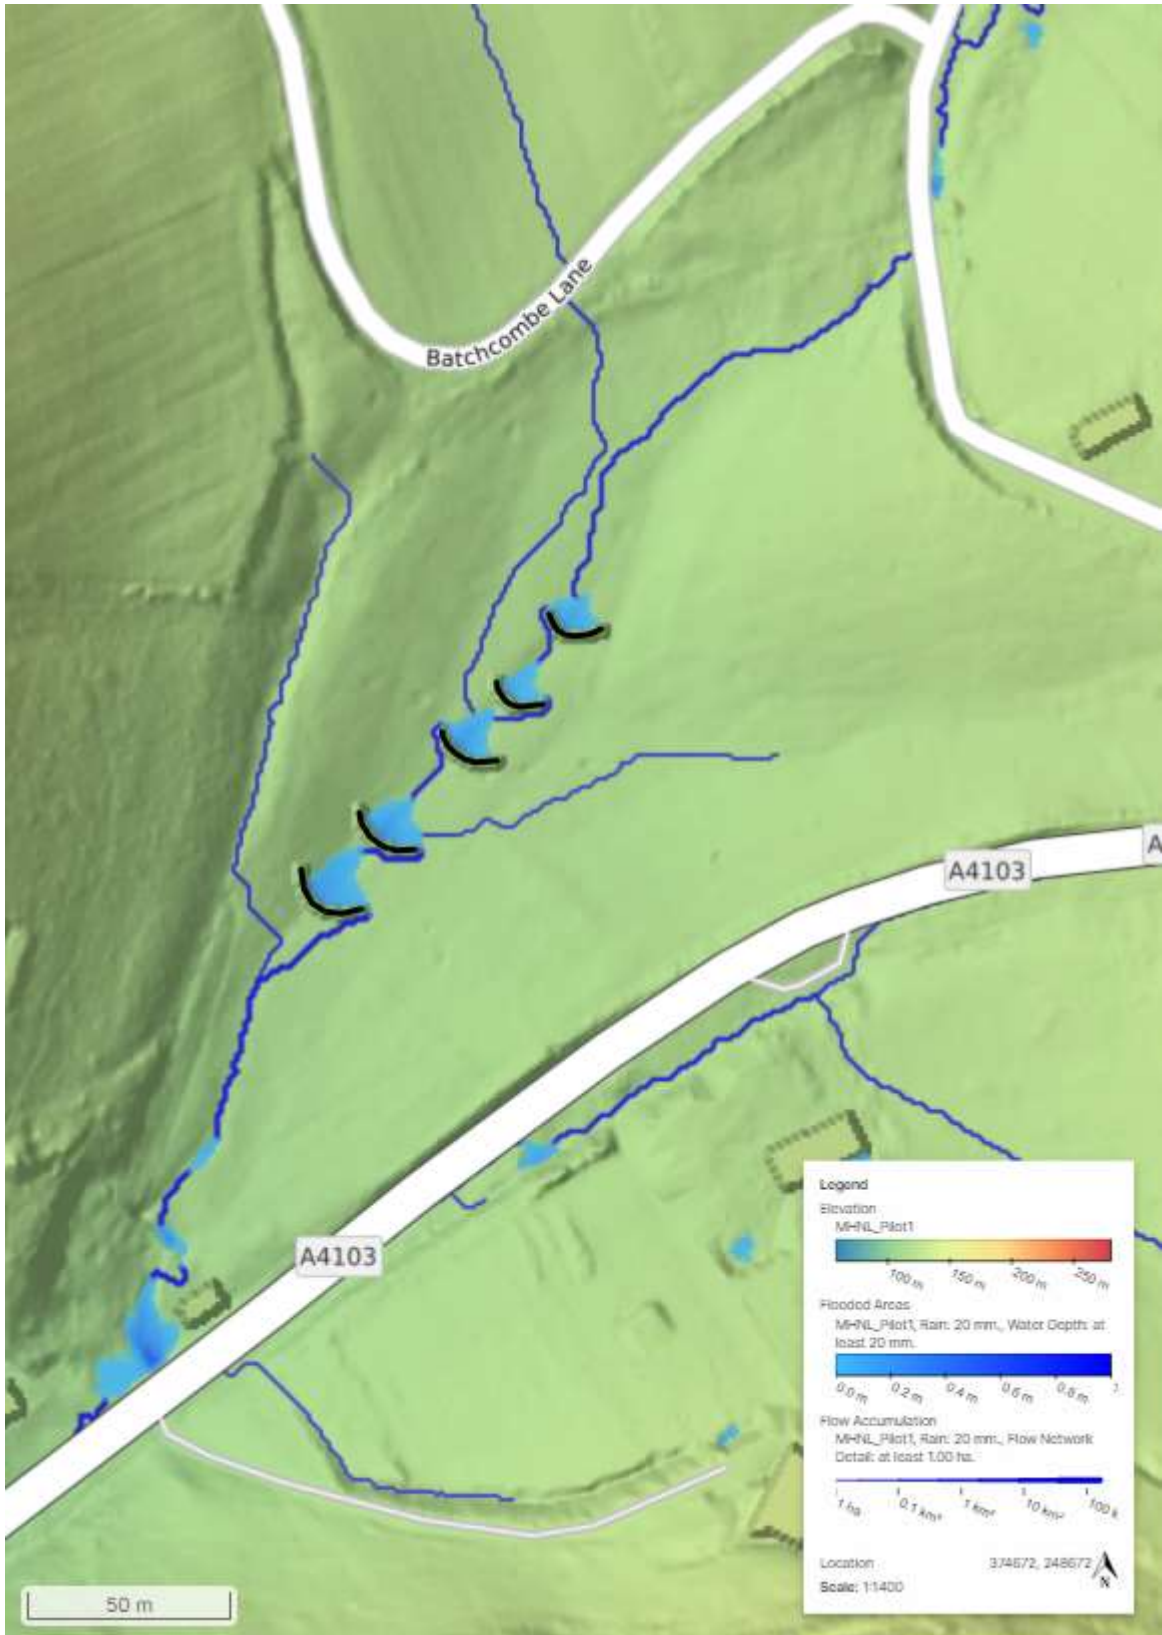 Batchcombe Lane
A4103
A
A4103
Legend
Elevation
MHNL_Pilot1
100 m 150 m 200 m 250 m
Flooded Areas
MHNL_Pilot1, Rain: 20 mm., Water Depth: at
least 20 mm.
0.0 m 0.2 m 0.4 m 0.6 m 0.8 m 1
Flow Accumulation
MHNL_Pilot1, Rain: 20 mm., Flow Network
Detail: at least 1.00 ha.
1 ha 0.1 km² 1 km² 10 km² 100 k
Location 374672, 248672
N
Scale: 1:1400
50 m